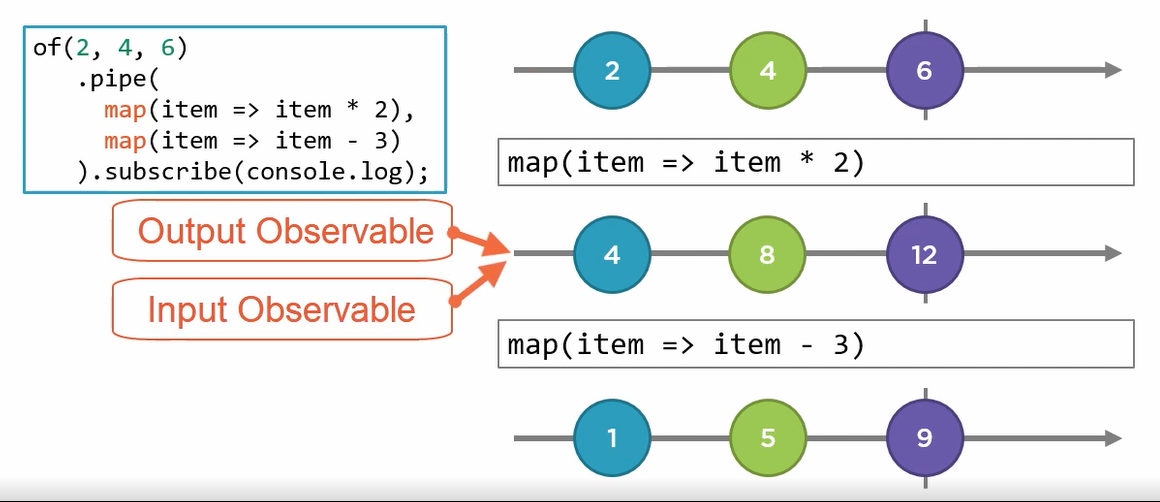 of(2, 4, 6)
.pipe(
map(item => item * 2),
map(item => item - 3)
).subscribe(console.log);
2 4 6
map(item => item * 2)
Output Observable
4 8 12
Input Observable
map(item => item - 3)
1 5 9